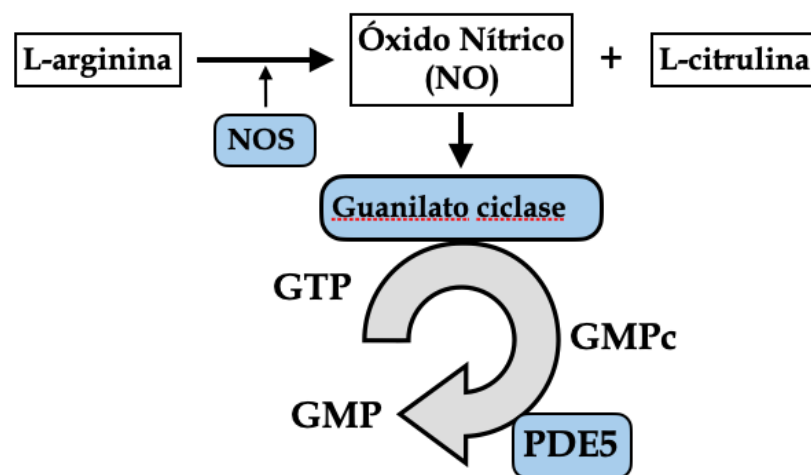 L-arginina
Óxido Nítrico
(NO)
+
L-citrulina
NOS
Guanilato ciclase
GTP
GMPc
GMP
PDE5